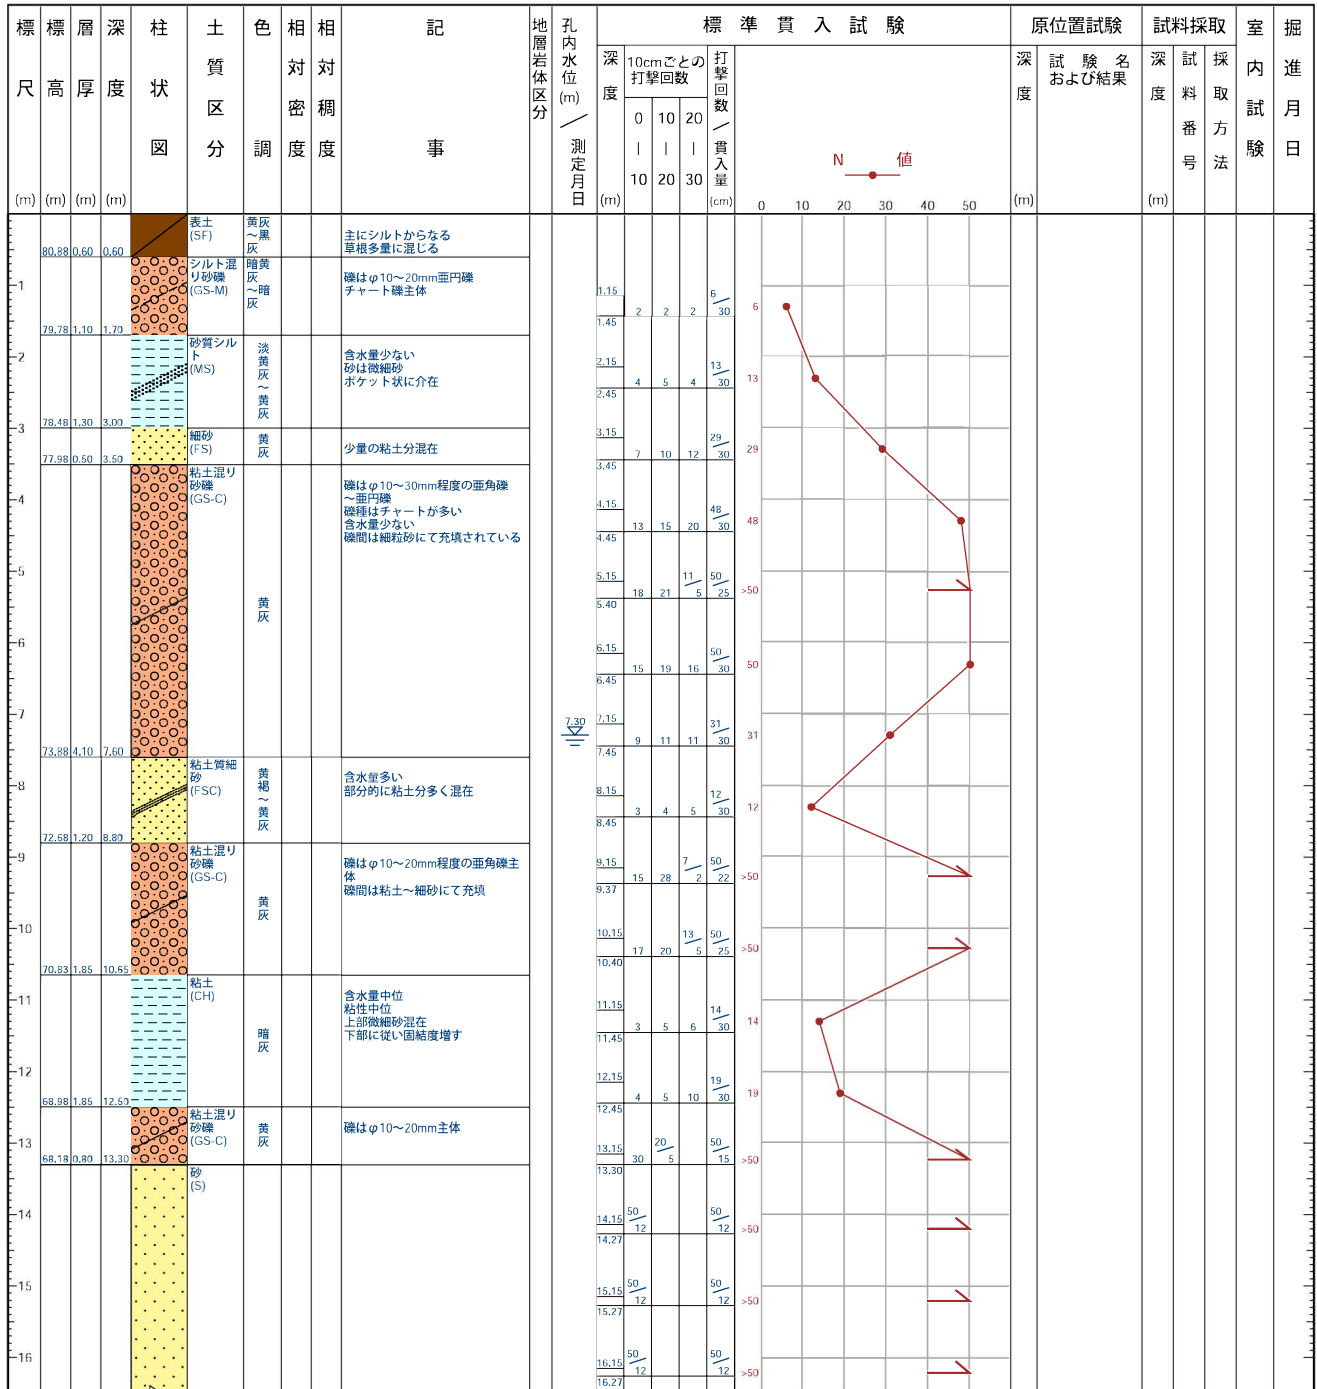 標尺(m)
標高(m)
層厚(m)
深度(m)
柱状図
土質区分
色調
相対密度
相対稠度
記事
地層岩体区分
孔内水位(m)／測定月日
標準貫入試験
深度(m)
10cmごとの
打撃回数
0 10 20
| | |
10 20 30
打撃回数／貫入量(cm)
N 値
0 10 20 30 40 50
原位置試験
深度(m)
試験名
および結果
試料採取
深度(m)
試料番号
採取方法
室内試験
掘進月日
表土
(SF)
黄灰
～黒
灰
主にシルトからなる
草根多量に混じる
80.88 0.60 0.60
シルト混
り砂礫
(GS-M)
暗黄
灰
～暗
灰
礫はφ10～20mm亜円礫
チャート礫主体
1
1.15
2 2 2
6
30
1.45
6
79.78 1.10 1.70
砂質シル
ト
(MS)
淡黄灰～黄灰
含水量少ない
砂は微細砂
ポケット状に介在
2
2.15
4 5 4
13
30
2.45
13
78.48 1.30 3.00
3
細砂
(FS)
黄灰
少量の粘土分混在
3.15
7 10 12
29
30
3.45
29
77.98 0.50 3.50
粘土混り
砂礫
(GS-C)
黄灰
礫はφ10～30mm程度の亜角礫
～亜円礫
礫種はチャートが多い
含水量少ない
礫間は細粒砂にて充填されている
4
4.15
13 15 20
48
30
4.45
48
5
5.15
18 21
11
5
50
25
5.40
>50
6
6.15
15 19 16
50
30
6.45
50
7
7.30
7.15
9 11 11
31
30
7.45
31
73.88 4.10 7.60
粘土質細
砂
(FSC)
黄褐～黄灰
含水量多い
部分的に粘土分多く混在
8
8.15
3 4 5
12
30
8.45
12
72.68 1.20 8.80
粘土混り
砂礫
(GS-C)
黄灰
礫はφ10～20mm程度の亜角礫主
体
礫間は粘土～細砂にて充填
9
9.15
15 28
7
2
50
22
9.37
>50
10
10.15
17 20
13
5
50
25
10.40
>50
70.83 1.85 10.65
粘土
(CH)
暗灰
含水量中位
粘性中位
上部微細砂混在
下部に従い固結度増す
11
11.15
3 5 6
14
30
11.45
14
12
12.15
4 5 10
19
30
12.45
19
68.98 1.85 12.50
粘土混り
砂礫
(GS-C)
黄灰
礫はφ10～20mm主体
13
13.15
30
20
5
50
15
13.30
>50
68.18 0.80 13.30
砂
(S)
14
14.15
50
12
50
12
14.27
>50
15
15.15
50
12
50
12
15.27
>50
16
16.15
50
12
50
12
16.27
>50